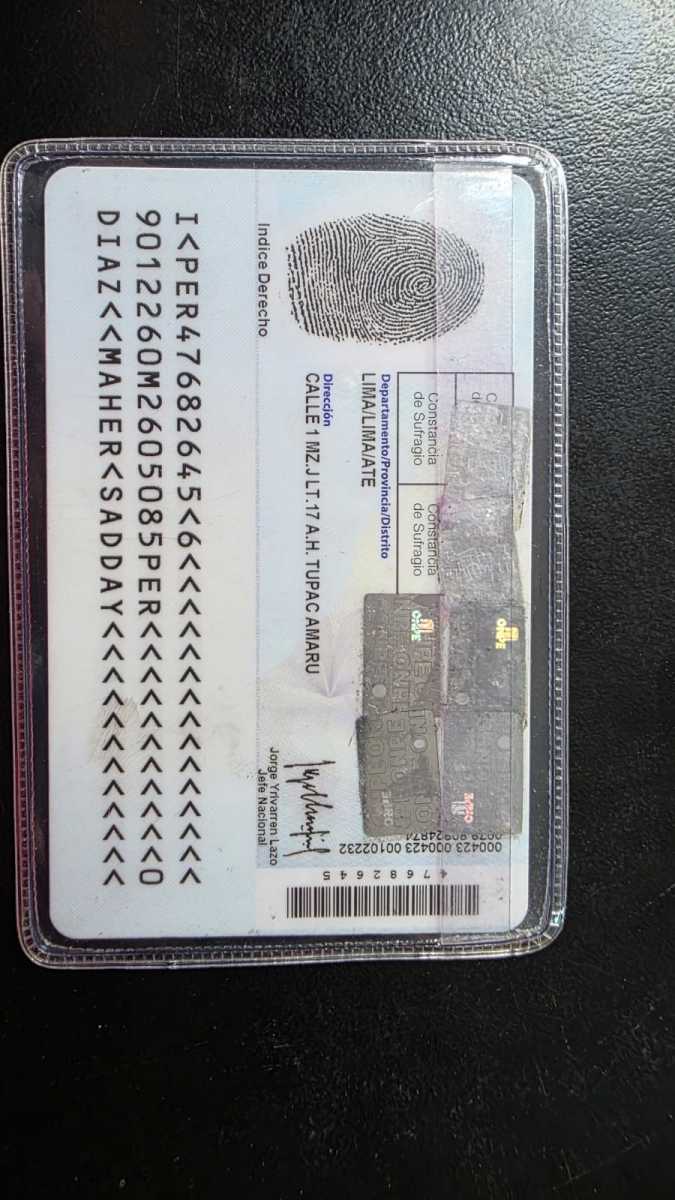 Constancia
de Sufragio
Constancia
de Sufragio
ONPE
ONPE
Departamento/Provincia/Distrito
LIMA/LIMA/ATE
Dirección
CALLE 1 MZ.J LT.17 A.H. TUPAC AMARU
Indice Derecho
000423 000423 00102232
47682645
Jorge Yrivarren Lazo
Jefe Nacional
I<PER47682645<6<<<<<<<<<<<<<<<
9012260M2605085PER<<<<<<<<<<<0
DIAZ<<MAHER<SADDAY<<<<<<<<<<<<